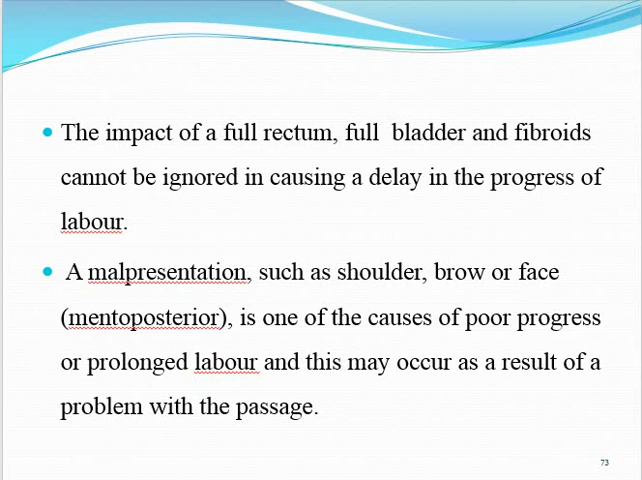 • The impact of a full rectum, full  bladder and fibroids
cannot be ignored in causing a delay in the progress of
labour.
•  A malpresentation, such as shoulder, brow or face
(mentoposterior), is one of the causes of poor progress
or prolonged labour and this may occur as a result of a
problem with the passage.
73